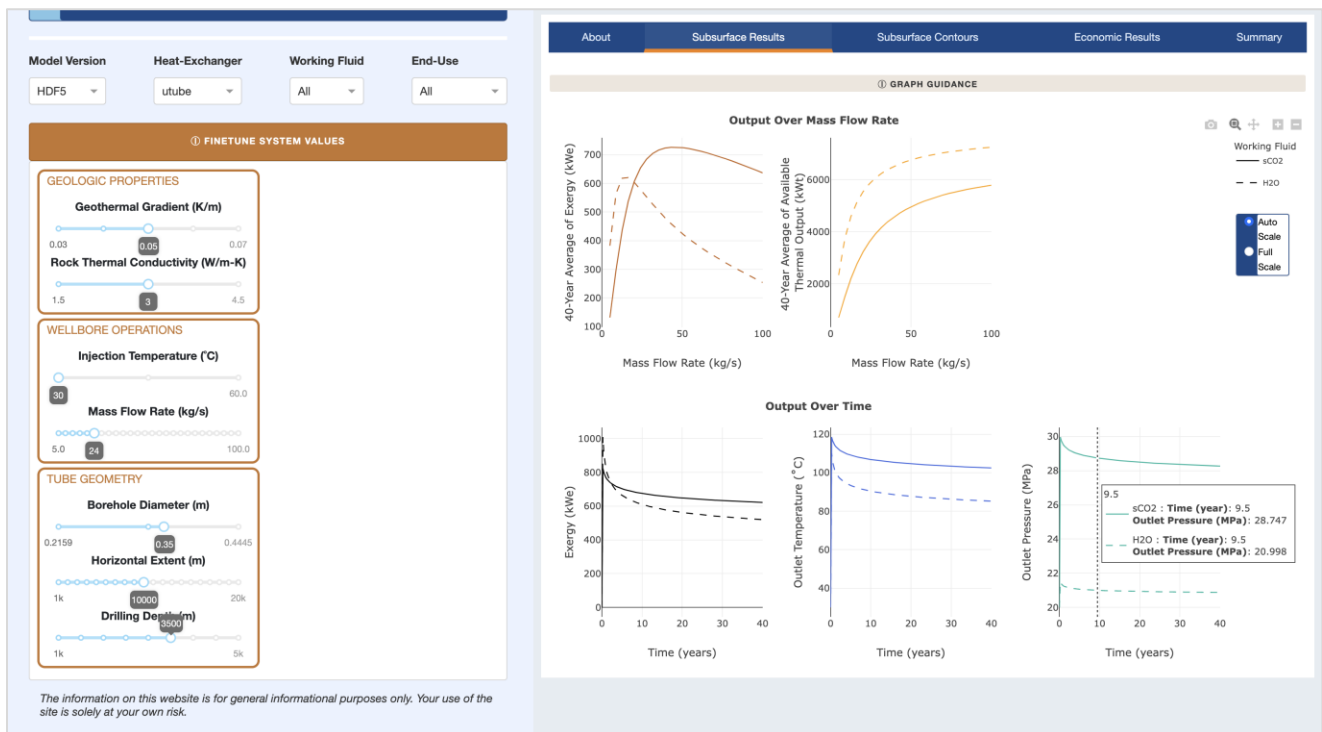 Model Version
Heat-Exchanger
Working Fluid
End-Use
HDF5
utube
All
All
ⓘ FINETUNE SYSTEM VALUES
GEOLOGIC PROPERTIES
Geothermal Gradient (K/m)
0.03
0.05
0.07
Rock Thermal Conductivity (W/m-K)
1.5
3
4.5
WELLBORE OPERATIONS
Injection Temperature (˚C)
30
60.0
Mass Flow Rate (kg/s)
5.0
24
100.0
TUBE GEOMETRY
Borehole Diameter (m)
0.2159
0.35
0.4445
Horizontal Extent (m)
1k
10000
20k
Drilling Depth (m)
3500
1k
5k
The information on this website is for general informational purposes only. Your use of the
site is solely at your own risk.
About
Subsurface Results
Subsurface Contours
Economic Results
Summary
ⓘ GRAPH GUIDANCE
Output Over Mass Flow Rate
40-Year Average of Exergy (kWe)
700
600
500
400
300
200
100
0
50
100
Mass Flow Rate (kg/s)
40-Year Average of Available
Thermal Output (kWt)
6000
4000
2000
0
50
100
Mass Flow Rate (kg/s)
Working Fluid
sCO2
H2O
Auto
Scale
Full
Scale
Output Over Time
Exergy (kWe)
1000
800
600
400
200
0
0
10
20
30
40
Time (years)
Outlet Temperature (˚C)
120
100
80
60
40
0
10
20
30
40
Time (years)
Outlet Pressure (MPa)
30
28
26
24
22
20
0
10
20
30
40
Time (years)
9.5
sCO2 : Time (year): 9.5
Outlet Pressure (MPa): 28.747
H2O : Time (year): 9.5
Outlet Pressure (MPa): 20.998